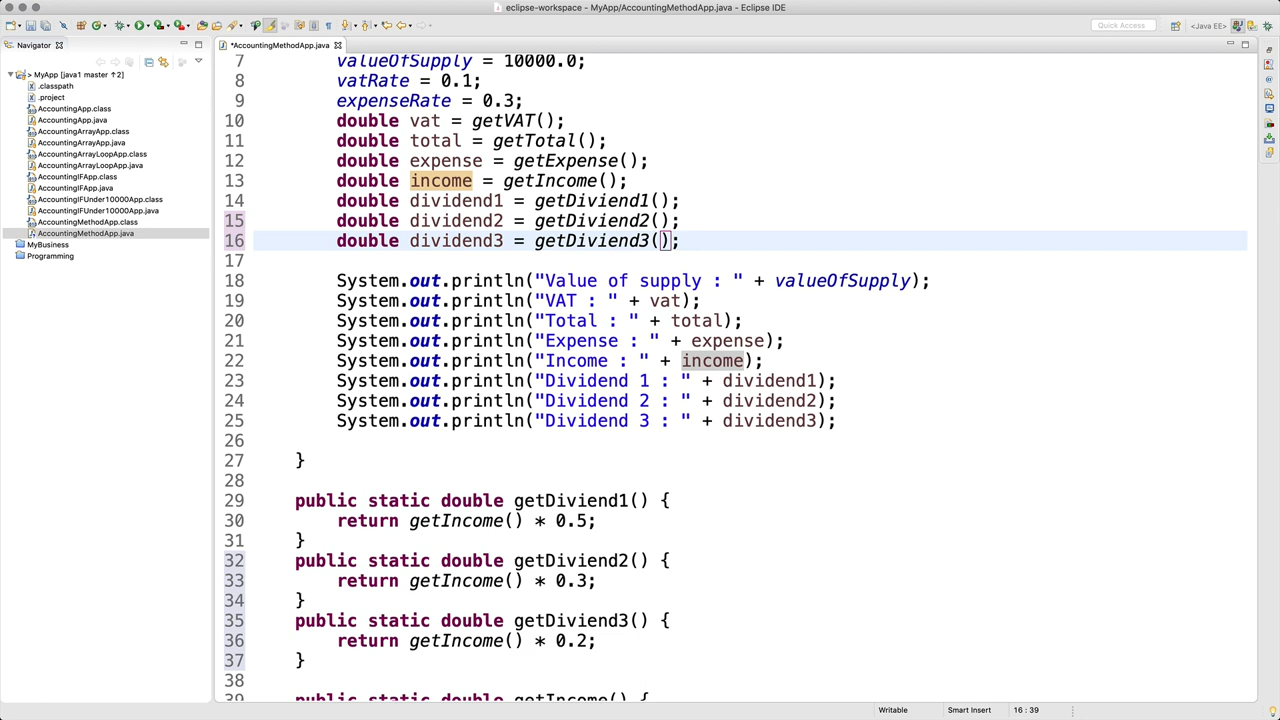 eclipse-workspace - MyApp/AccountingMethodApp.java - Eclipse IDE
Quick Access
<Java EE>
Navigator
*AccountingMethodApp.java
> MyApp [java1 master ↑2]
.classpath
.project
AccountingApp.class
AccountingApp.java
AccountingArrayApp.class
AccountingArrayApp.java
AccountingArrayLoopApp.class
AccountingArrayLoopApp.java
AccountingIFApp.class
AccountingIFApp.java
AccountingIFUnder10000App.class
AccountingIFUnder10000App.java
AccountingMethodApp.class
AccountingMethodApp.java
MyBusiness
Programming
7 valueOfSupply = 10000.0;
8 vatRate = 0.1;
9 expenseRate = 0.3;
10 double vat = getVAT();
11 double total = getTotal();
12 double expense = getExpense();
13 double income = getIncome();
14 double dividend1 = getDiviend1();
15 double dividend2 = getDiviend2();
16 double dividend3 = getDiviend3();
17
18 System.out.println("Value of supply : " + valueOfSupply);
19 System.out.println("VAT : " + vat);
20 System.out.println("Total : " + total);
21 System.out.println("Expense : " + expense);
22 System.out.println("Income : " + income);
23 System.out.println("Dividend 1 : " + dividend1);
24 System.out.println("Dividend 2 : " + dividend2);
25 System.out.println("Dividend 3 : " + dividend3);
26
27 }
28
29 public static double getDiviend1() {
30 return getIncome() * 0.5;
31 }
32 public static double getDiviend2() {
33 return getIncome() * 0.3;
34 }
35 public static double getDiviend3() {
36 return getIncome() * 0.2;
37 }
38
39 public static double getIncome() {
Writable
Smart Insert
16 : 39